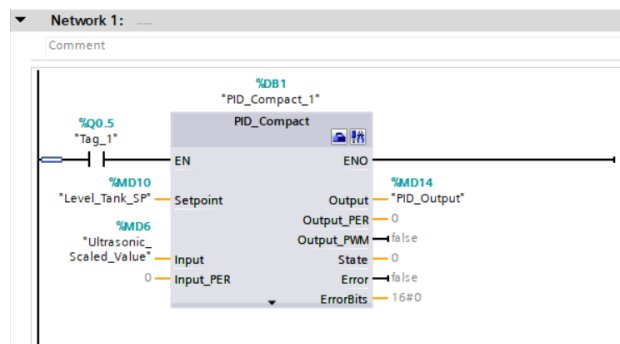 Network 1: .....
Comment
%DB1
"PID_Compact_1"
%Q0.5
"Tag_1"
PID_Compact
EN
ENO
%MD10
"Level_Tank_SP"
Setpoint
%MD14
Output
"PID_Output"
Output_PER
0
%MD6
"Ultrasonic_
Scaled_Value"
Output_PWM
false
Input
State
0
0
Input_PER
Error
false
ErrorBits
16#0